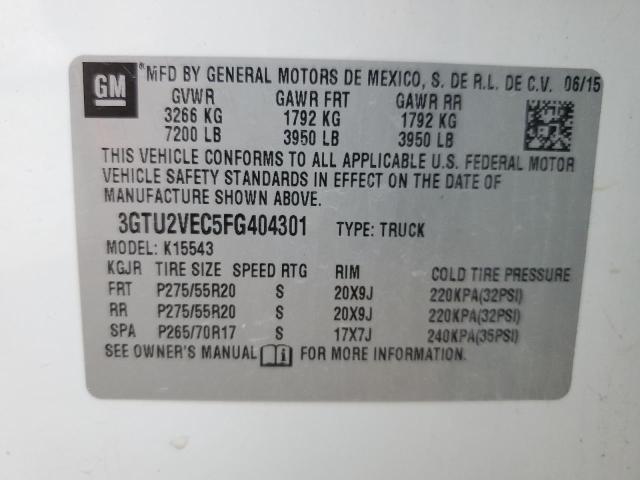 GM
®MFD BY GENERAL MOTORS DE MEXICO, S. DE R.L. DE C.V. 06/15
GVWR GAWR FRT GAWR RR
3266 KG 1792 KG 1792 KG
7200 LB 3950 LB 3950 LB
THIS VEHICLE CONFORMS TO ALL APPLICABLE U.S. FEDERAL MOTOR
VEHICLE SAFETY STANDARDS IN EFFECT ON THE DATE OF
MANUFACTURE SHOWN ABOVE.
3GTU2VEC5FG404301 TYPE: TRUCK
MODEL: K15543
KGJR TIRE SIZE SPEED RTG RIM COLD TIRE PRESSURE
FRT P275/55R20 S 20X9J 220KPA(32PSI)
RR P275/55R20 S 20X9J 220KPA(32PSI)
SPA P265/70R17 S 17X7J 240KPA(35PSI)
SEE OWNER'S MANUAL i FOR MORE INFORMATION.